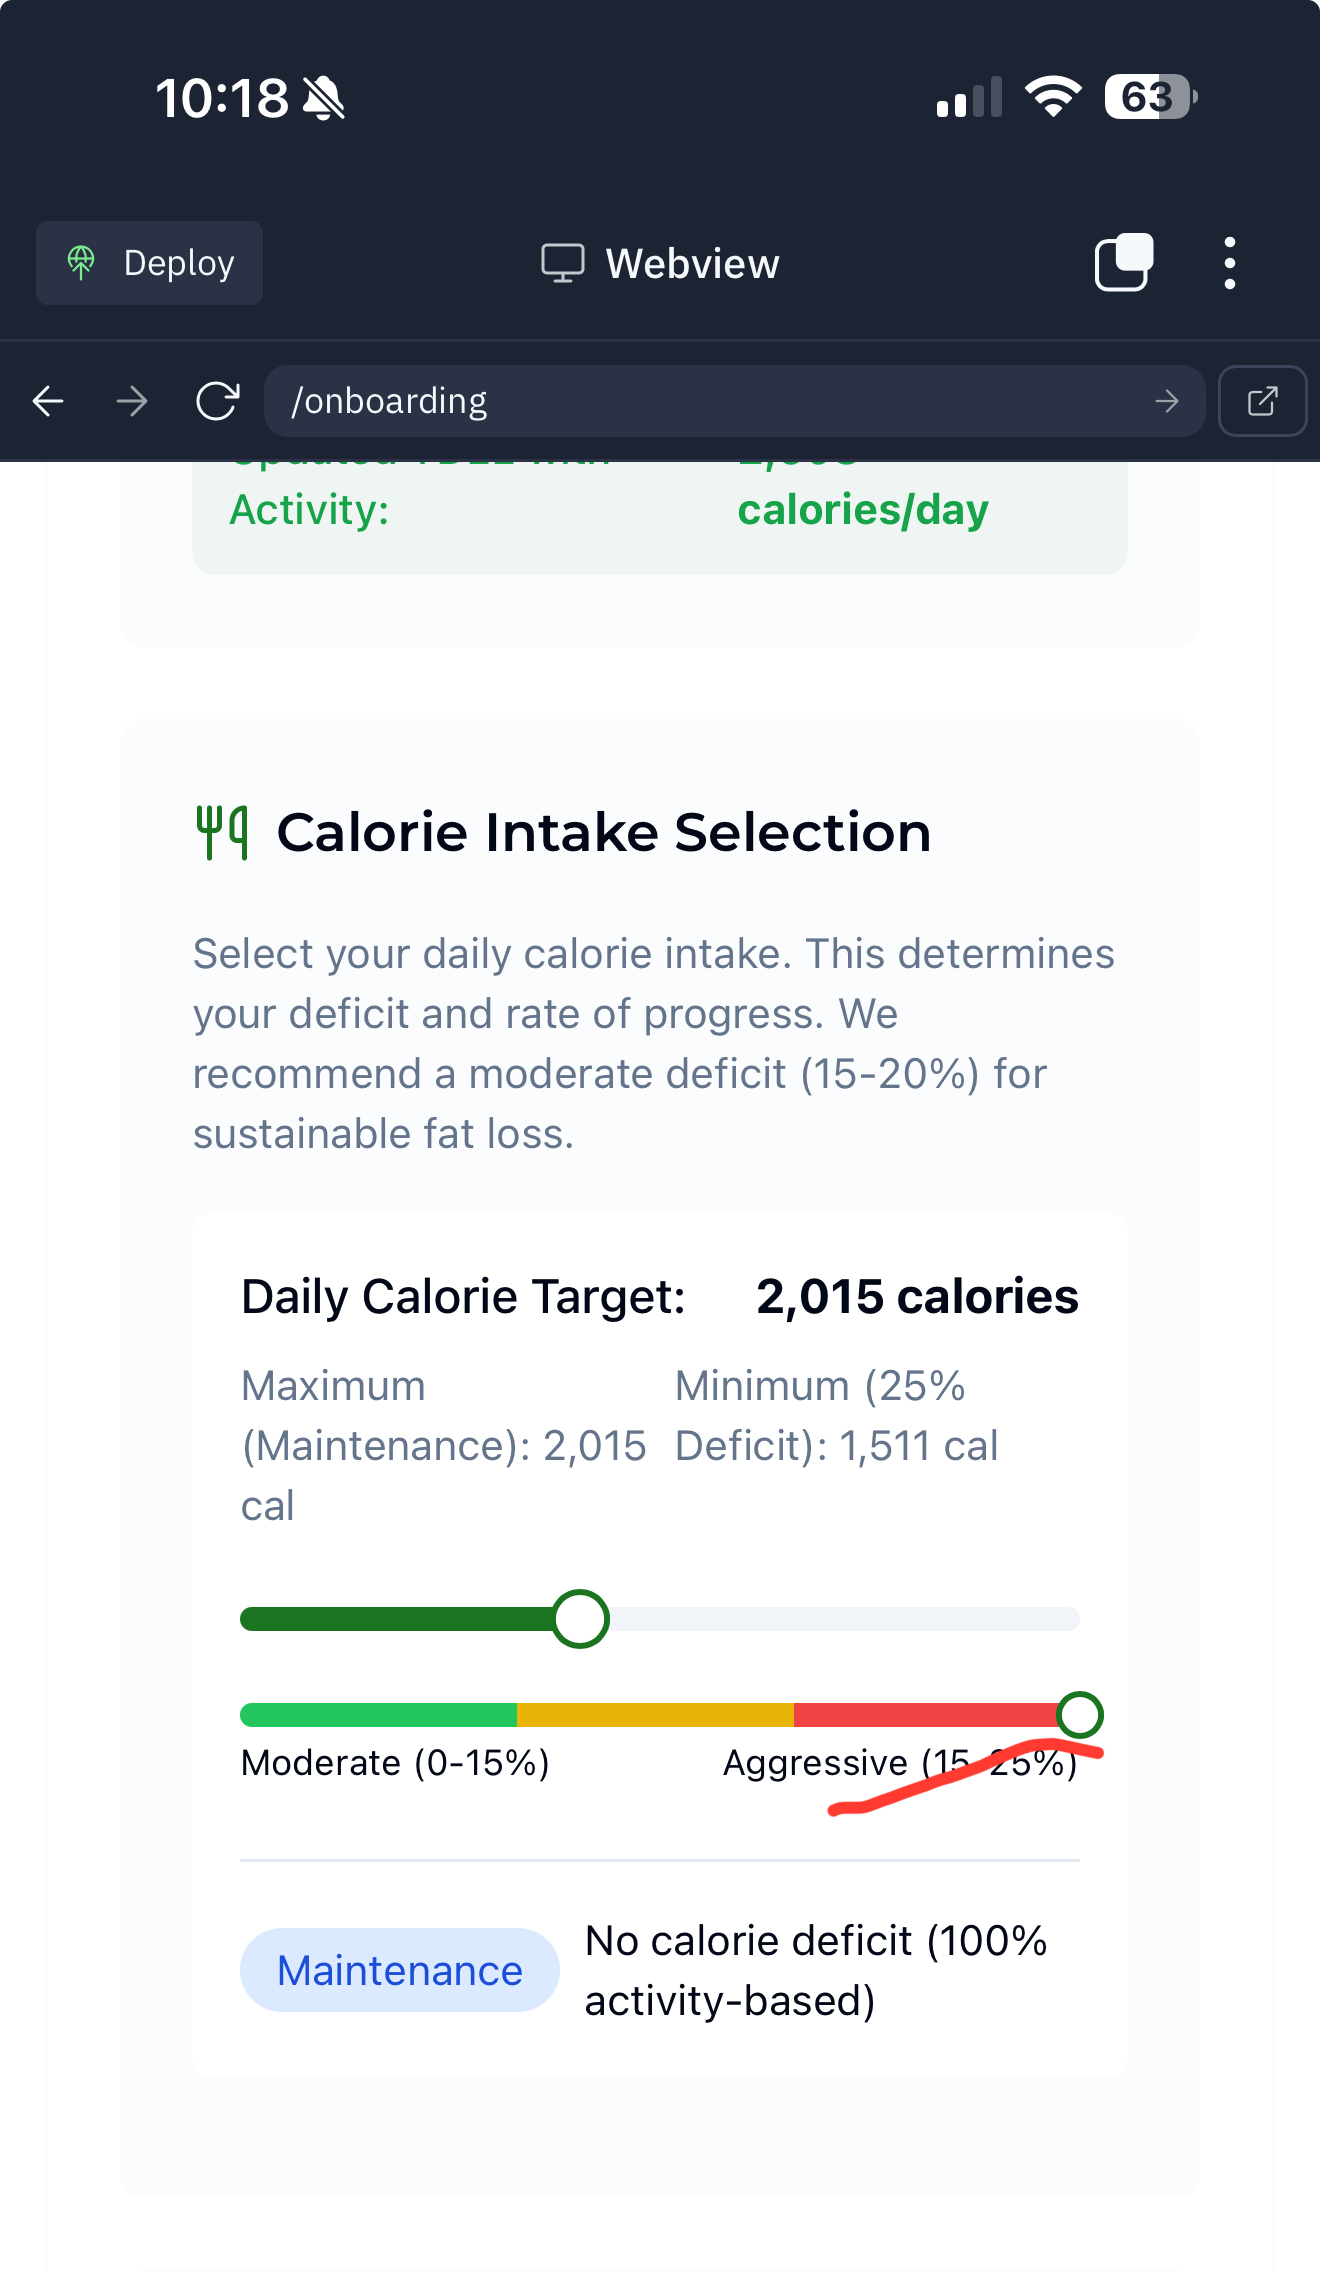 10:18
63
Deploy
Webview
/onboarding
Activity:
calories/day
Calorie Intake Selection
Select your daily calorie intake. This determines
your deficit and rate of progress. We
recommend a moderate deficit (15-20%) for
sustainable fat loss.
Daily Calorie Target: 2,015 calories
Maximum
(Maintenance): 2,015
cal
Minimum (25%
Deficit): 1,511 cal
Moderate (0-15%)
Aggressive (15-25%)
Maintenance
No calorie deficit (100%
activity-based)